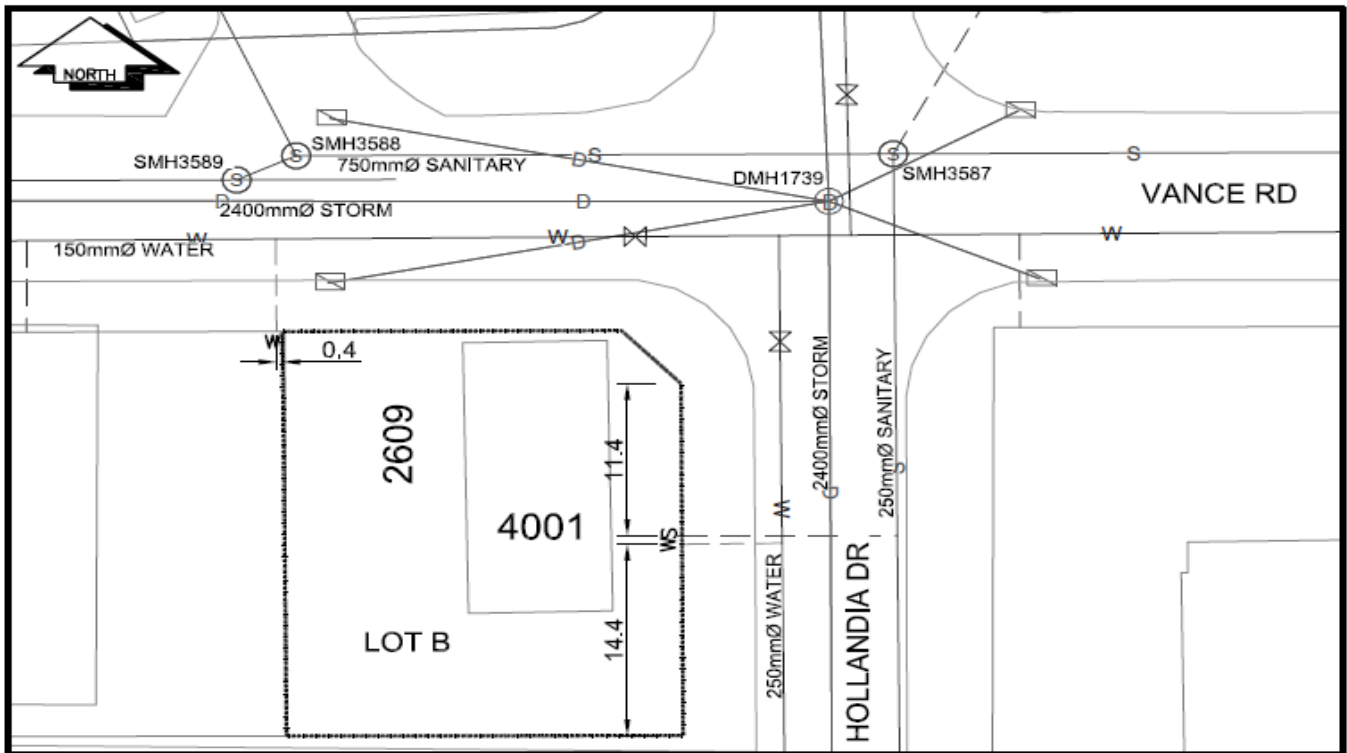 NORTH
SMH3588
SMH3589
750mmØ SANITARY
D
S
S
SMH3587
S
S
S
DMH1739
D
VANCE RD
D
2400mmØ STORM
D
W
W
D
W
150mmØ WATER
W
0,4
2609
11.4
2400mmØ STORM
250mmØ SANITARY
S
D
W
4001
WS
14.4
250mmØ WATER
HOLLANDIA DR
LOT B